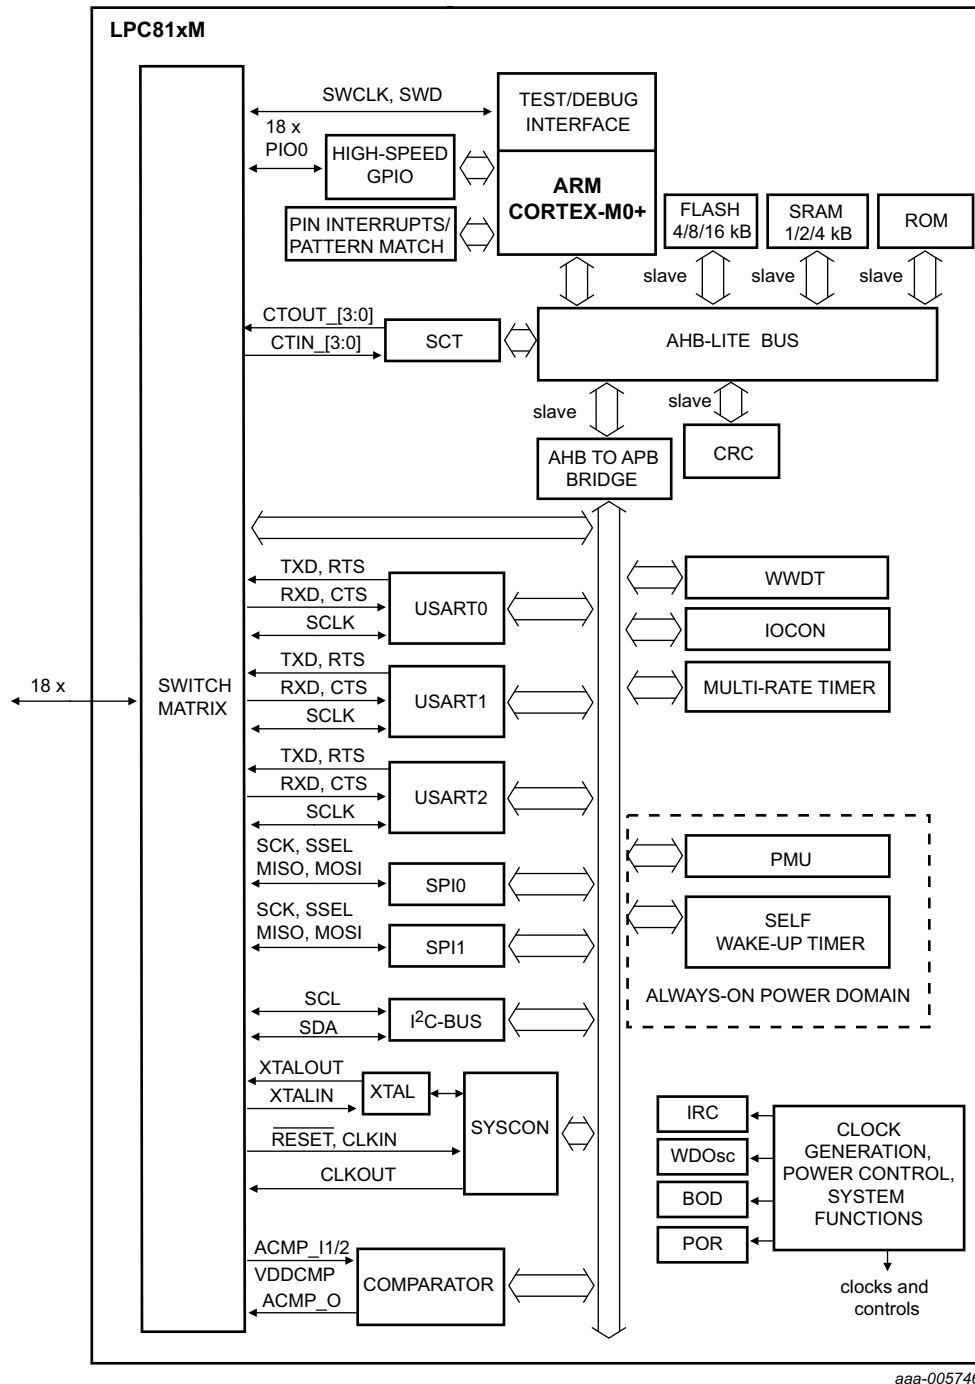 LPC81xM
SWCLK, SWD
TEST/DEBUG
INTERFACE
18 x
PIO0
HIGH-SPEED
GPIO
ARM
CORTEX-M0+
PIN INTERRUPTS/
PATTERN MATCH
FLASH
4/8/16 kB
SRAM
1/2/4 kB
ROM
slave
slave
slave
CTOUT_[3:0]
CTIN_[3:0]
SCT
AHB-LITE BUS
slave
slave
AHB TO APB
BRIDGE
CRC
TXD, RTS
RXD, CTS
SCLK
USART0
WWDT
IOCON
18 x
SWITCH
MATRIX
TXD, RTS
RXD, CTS
SCLK
USART1
MULTI-RATE TIMER
TXD, RTS
RXD, CTS
SCLK
USART2
SCK, SSEL
MISO, MOSI
SPI0
PMU
SCK, SSEL
MISO, MOSI
SPI1
SELF
WAKE-UP TIMER
ALWAYS-ON POWER DOMAIN
SCL
SDA
I²C-BUS
XTALOUT
XTALIN
XTAL
RESET, CLKIN
CLKOUT
SYSCON
IRC
WDOsc
BOD
POR
CLOCK
GENERATION,
POWER CONTROL,
SYSTEM
FUNCTIONS
clocks and
controls
ACMP_I1/2
VDDCMP
ACMP_O
COMPARATOR